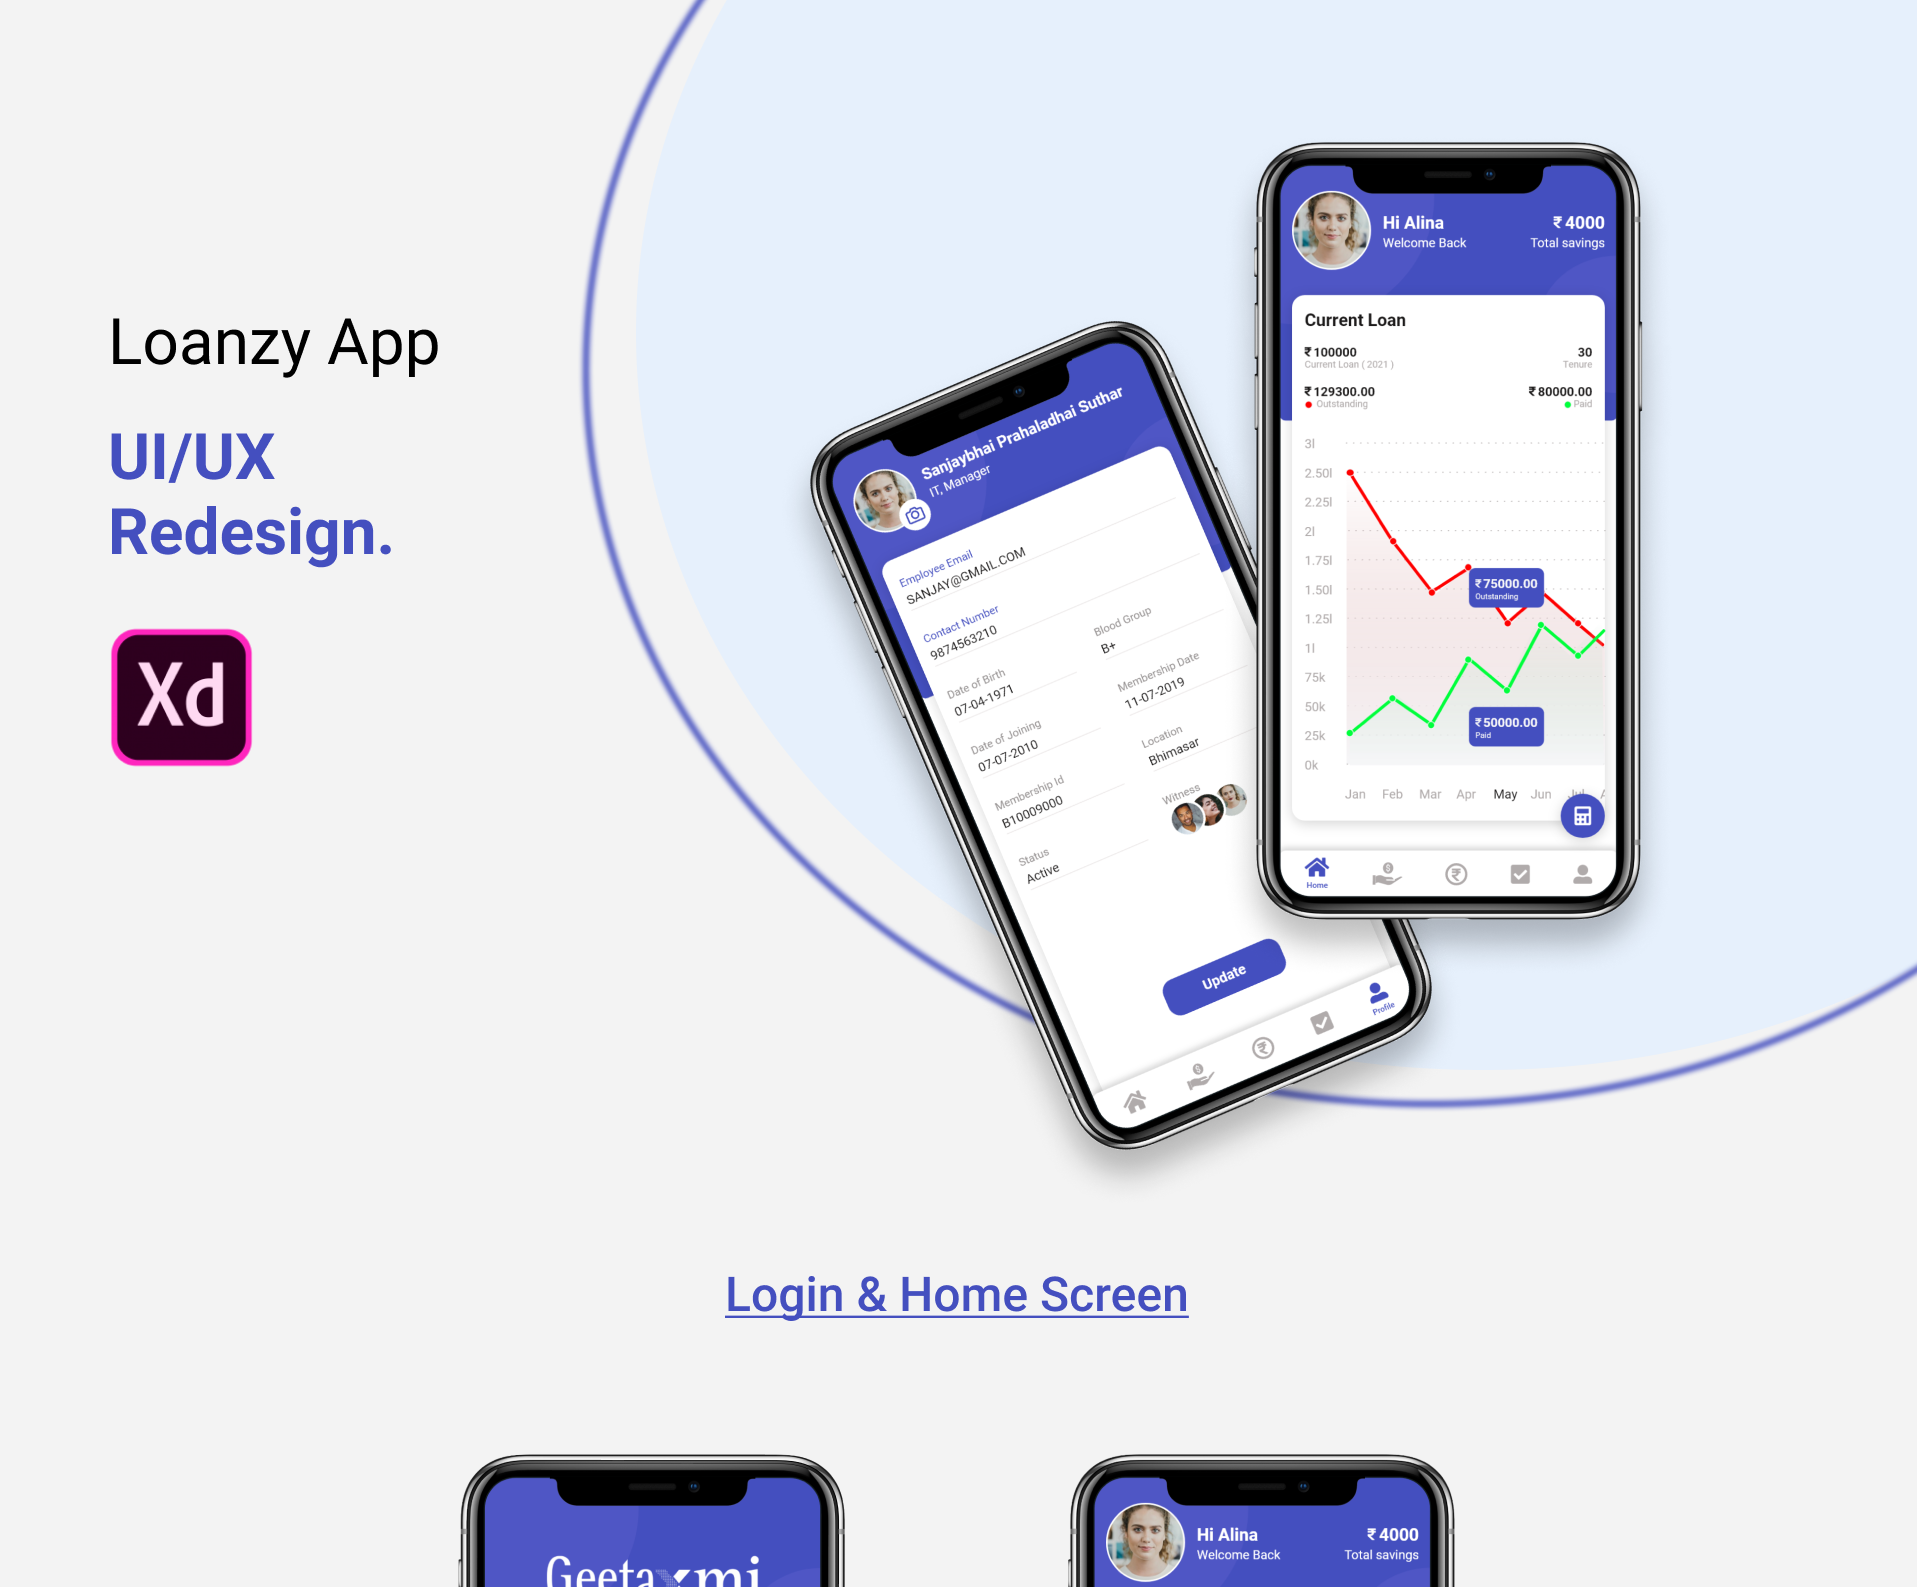 Loanzy App
UI/UX
Redesign.
Xd
Sanjaybhai Prahaladhai Suthar
IT, Manager
Employee Email
SANJAY@GMAIL.COM
Contact Number
9874563210
Blood Group
B+
Date of Birth
07-04-1971
Membership Date
11-07-2019
Date of Joining
07-07-2010
Location
Bhimasar
Membership Id
B10009000
Witness
Status
Active
Update
Profile
Hi Alina
₹ 4000
Welcome Back
Total savings
Current Loan
₹ 100000
30
Current Loan ( 2021 )
Tenure
₹ 129300.00
₹ 80000.00
Outstanding
Paid
3l
2.50l
2.25l
2l
1.75l
1.50l
1.25l
1l
75k
50k
25k
0k
₹ 75000.00
Outstanding
₹ 50000.00
Paid
Jan Feb Mar Apr May Jun Jul
Home
Login & Home Screen
Geetaxmi
Hi Alina
₹ 4000
Welcome Back
Total savings